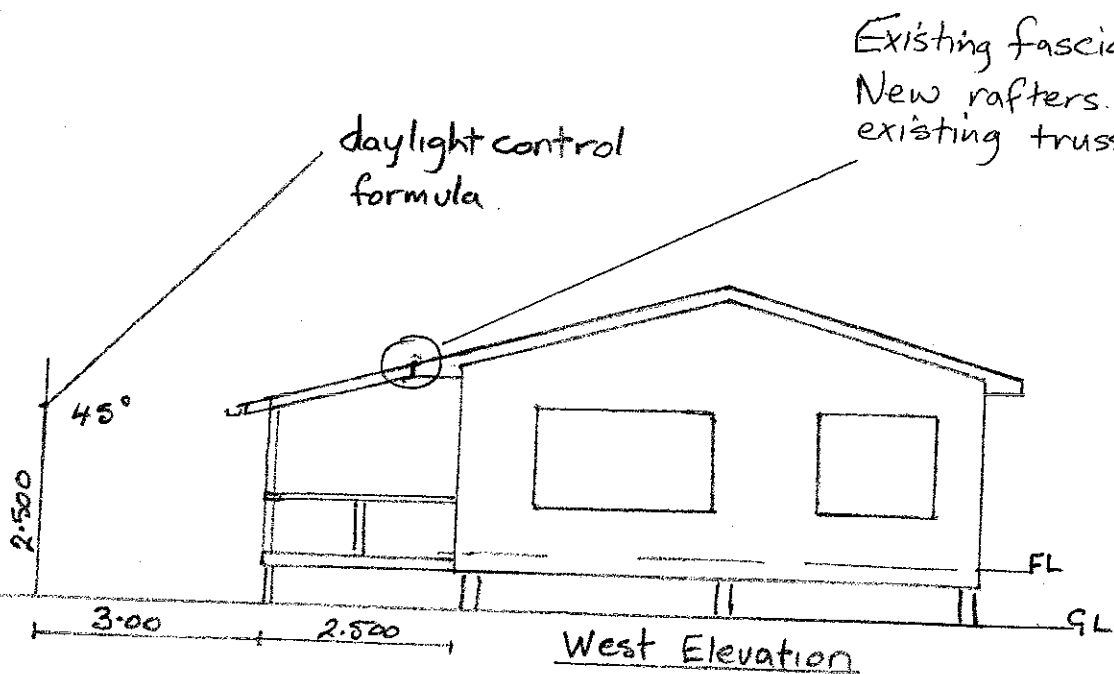 Existing fascia
New rafters.
existing truss
daylight control
formula
45°
2.500
FL
3.00
2.500
GL
West Elevation